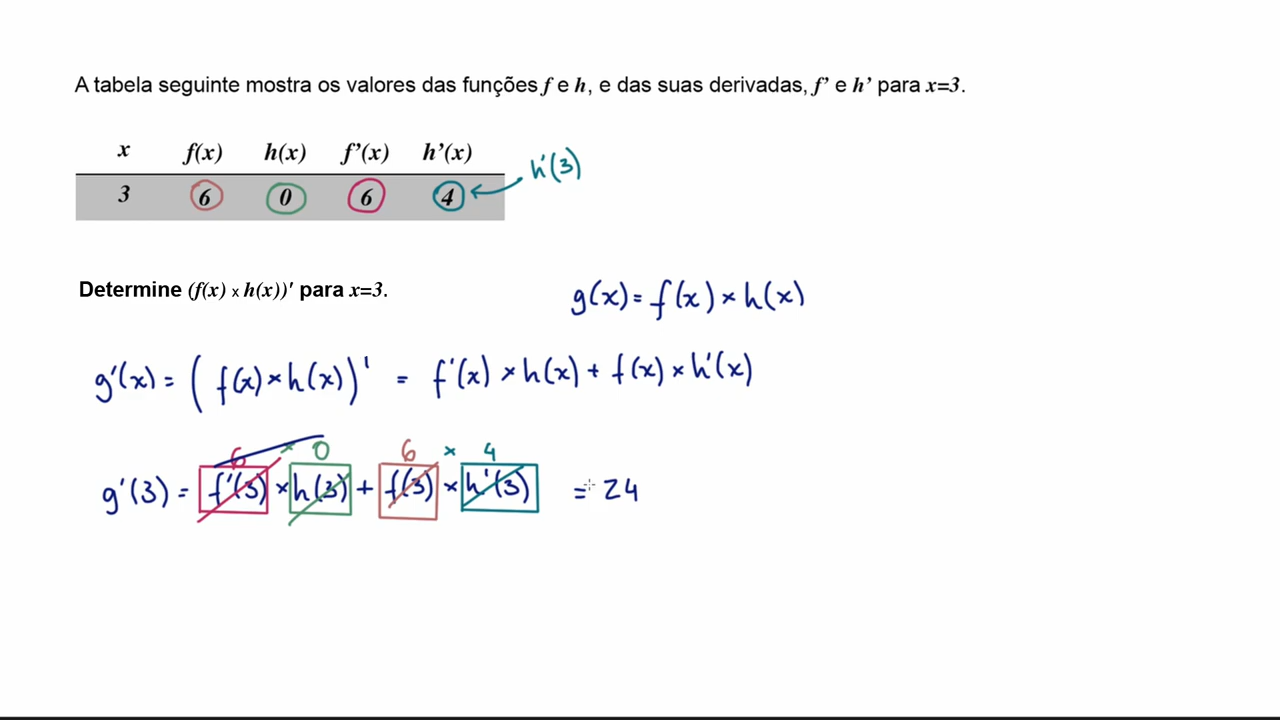 A tabela seguinte mostra os valores das funções f e h, e das suas derivadas, f’ e h’ para x=3.
x f(x) h(x) f’(x) h’(x)
h'(3)
3 6 0 6 4
Determine (f(x) x h(x))' para x=3.
g(x) = f(x) × h(x)
g'(x) = (f(x) × h(x))' = f'(x) × h(x) + f(x) × h'(x)
6 × 0 6 × 4
g'(3) = f'(3) × h(3) + f(3) × h'(3) = 24